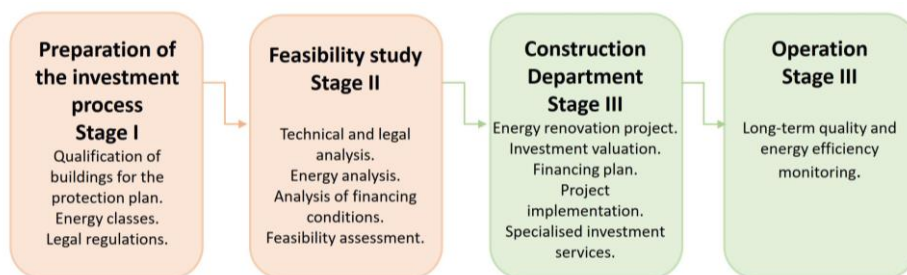 Preparation of
the investment
process
Stage I
Qualification of
buildings for the
protection plan.
Energy classes.
Legal regulations.
Feasibility study
Stage II
Technical and legal
analysis.
Energy analysis.
Analysis of financing
conditions.
Feasibility assessment.
Construction
Department
Stage III
Energy renovation project.
Investment valuation.
Financing plan.
Project
implementation.
Specialised investment
services.
Operation
Stage III
Long-term quality and
energy efficiency
monitoring.